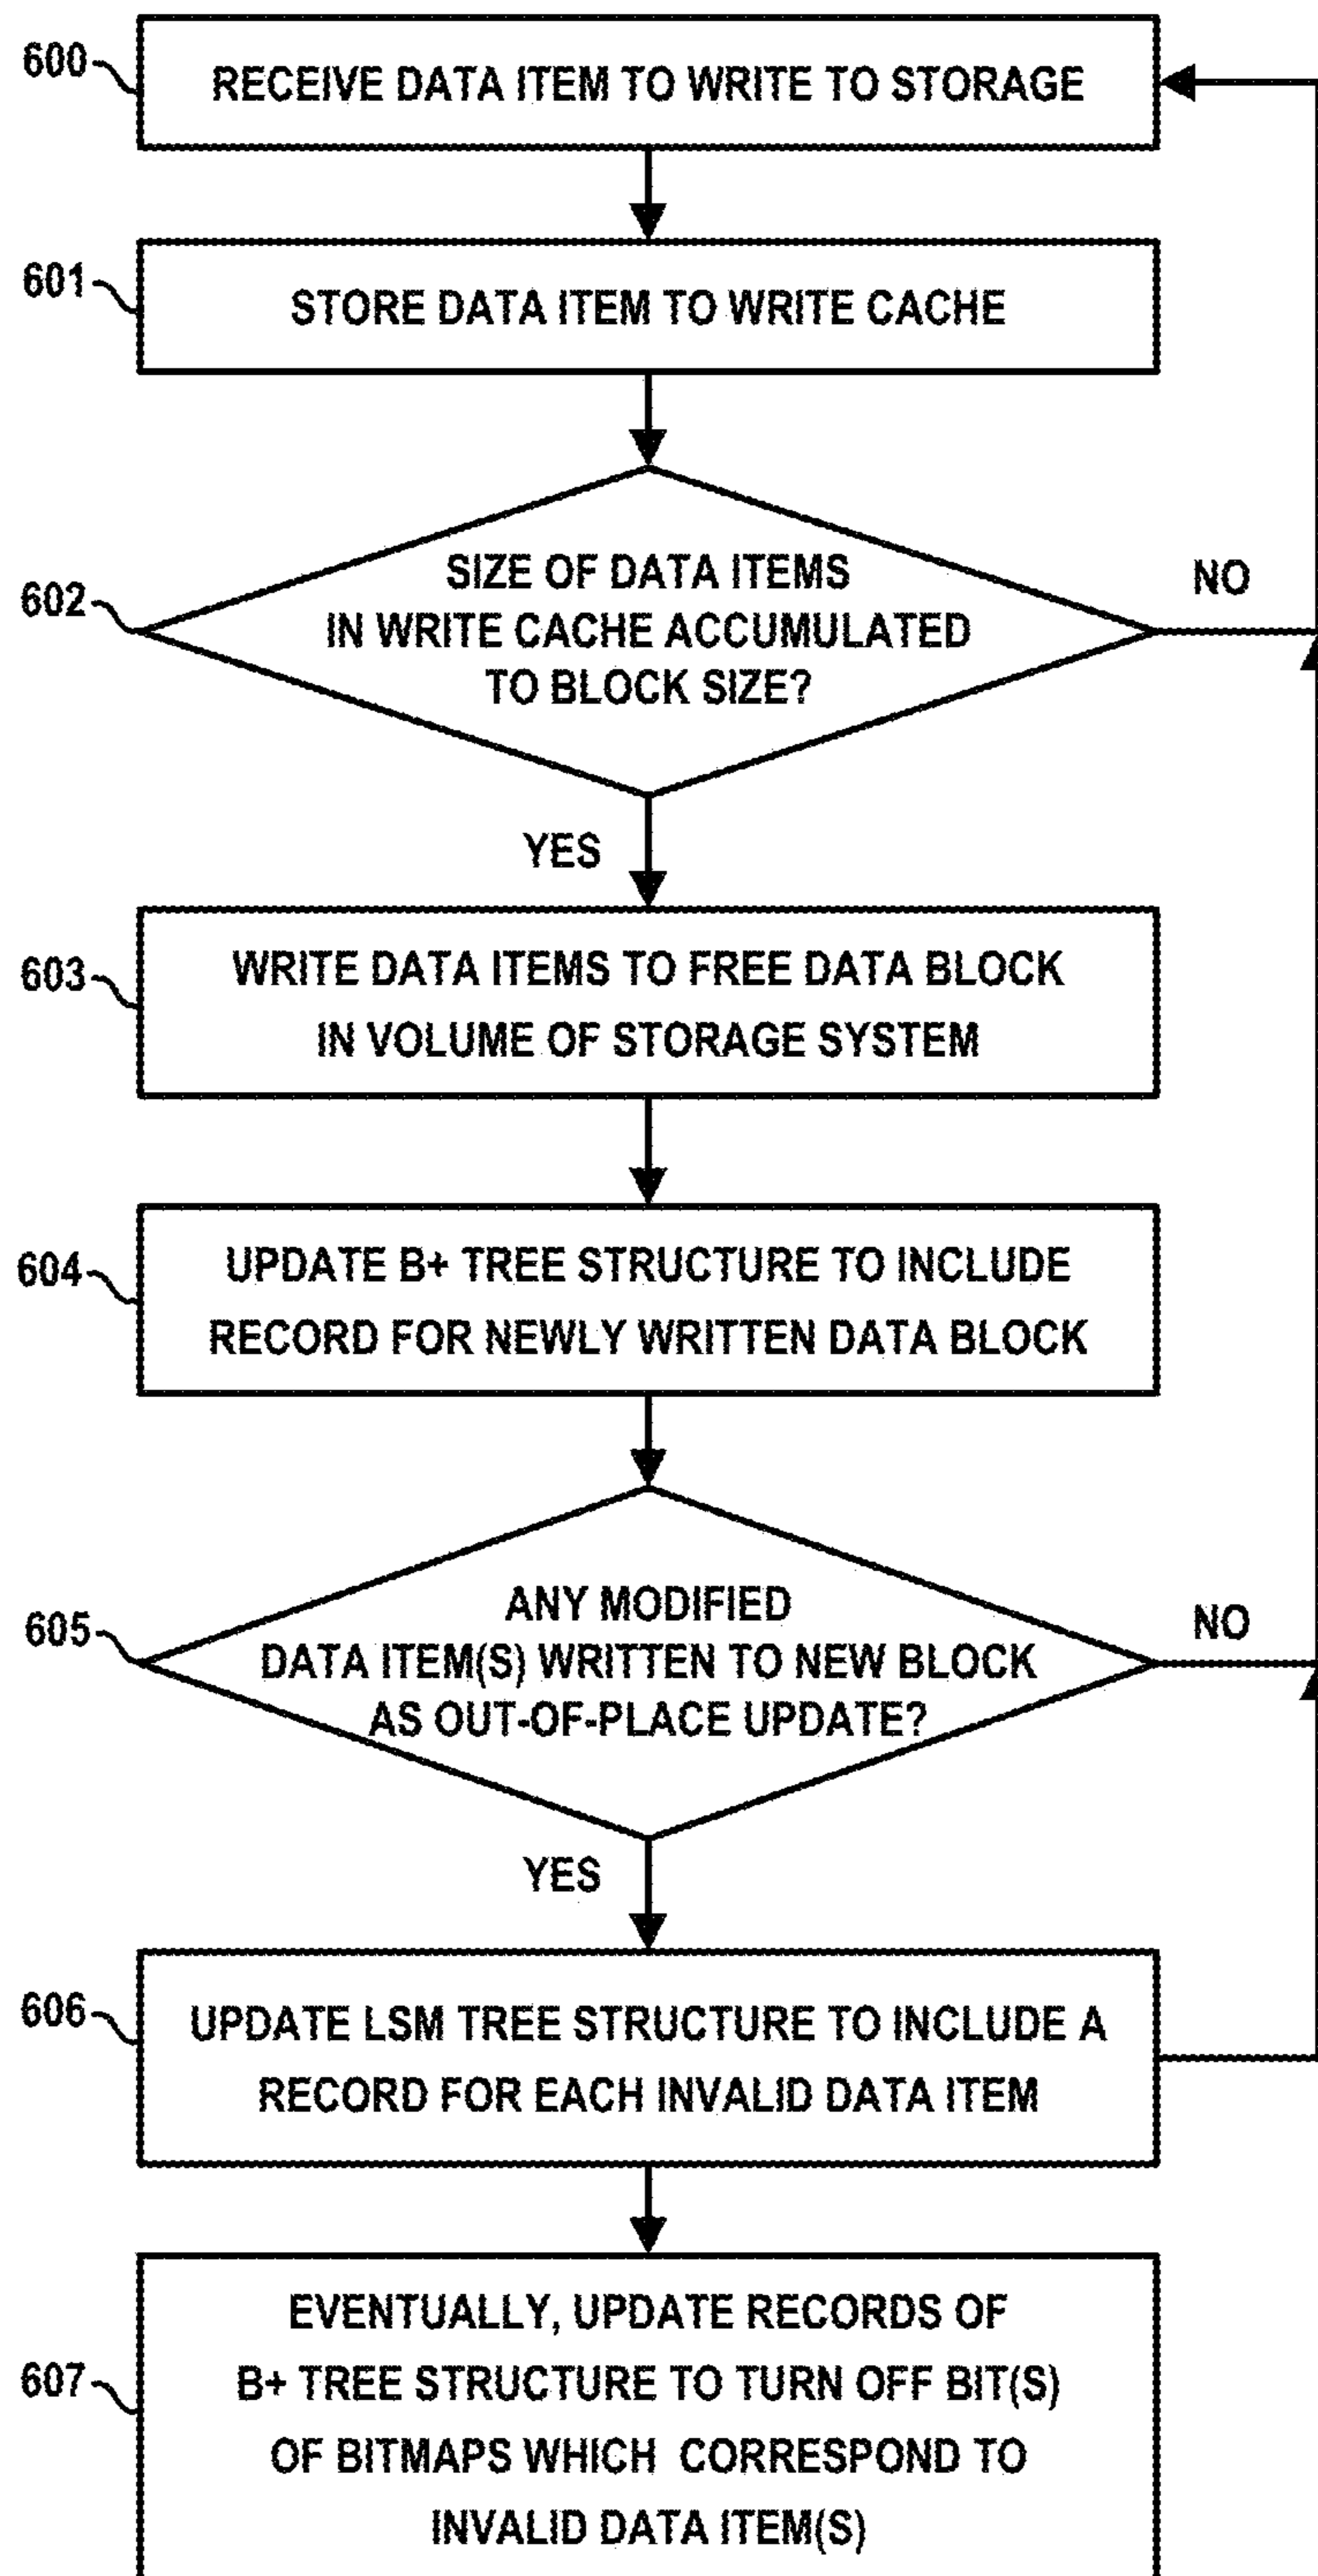 600
RECEIVE DATA ITEM TO WRITE TO STORAGE
601
STORE DATA ITEM TO WRITE CACHE
602
SIZE OF DATA ITEMS
IN WRITE CACHE ACCUMULATED
TO BLOCK SIZE?
NO
YES
603
WRITE DATA ITEMS TO FREE DATA BLOCK
IN VOLUME OF STORAGE SYSTEM
604
UPDATE B+ TREE STRUCTURE TO INCLUDE
RECORD FOR NEWLY WRITTEN DATA BLOCK
605
ANY MODIFIED
DATA ITEM(S) WRITTEN TO NEW BLOCK
AS OUT-OF-PLACE UPDATE?
NO
YES
606
UPDATE LSM TREE STRUCTURE TO INCLUDE A
RECORD FOR EACH INVALID DATA ITEM
607
EVENTUALLY, UPDATE RECORDS OF
B+ TREE STRUCTURE TO TURN OFF BIT(S)
OF BITMAPS WHICH CORRESPOND TO
INVALID DATA ITEM(S)